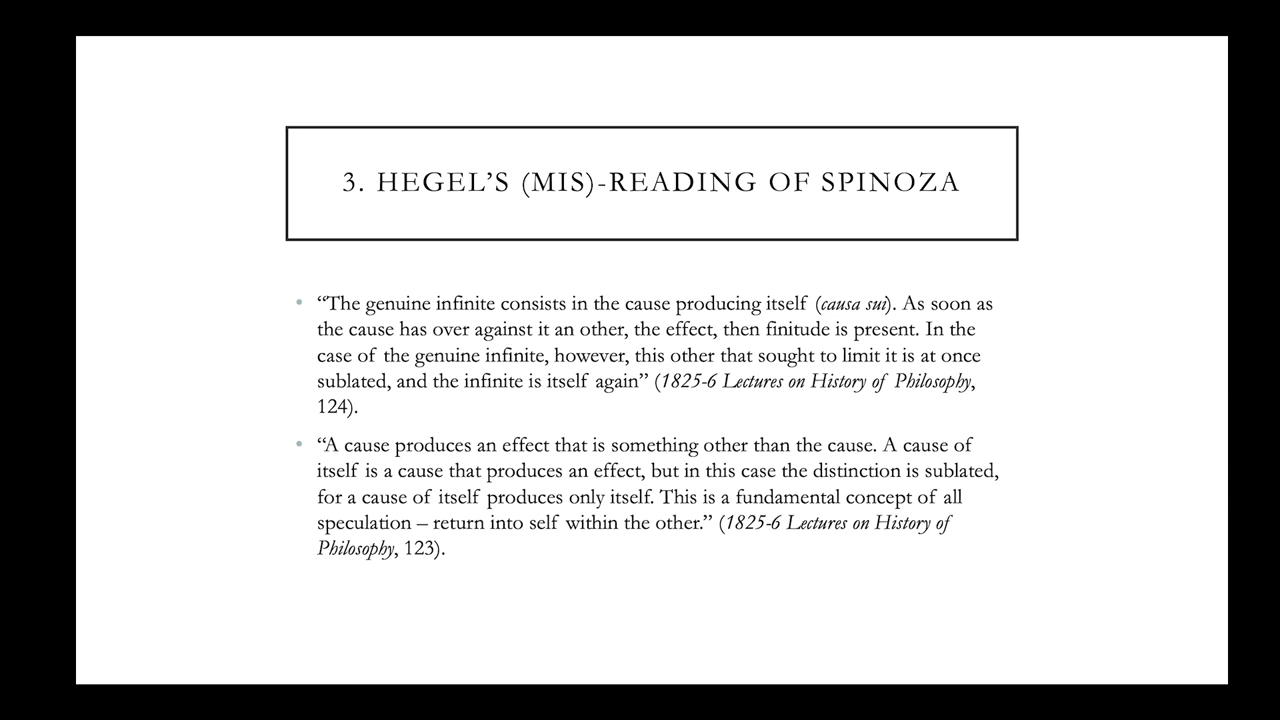 3. HEGEL’S (MIS)-READING OF SPINOZA
• “The genuine infinite consists in the cause producing itself (causa sui). As soon as
the cause has over against it an other, the effect, then finitude is present. In the
case of the genuine infinite, however, this other that sought to limit it is at once
sublated, and the infinite is itself again” (1825-6 Lectures on History of Philosophy,
124).
• “A cause produces an effect that is something other than the cause. A cause of
itself is a cause that produces an effect, but in this case the distinction is sublated,
for a cause of itself produces only itself. This is a fundamental concept of all
speculation – return into self within the other.” (1825-6 Lectures on History of
Philosophy, 123).